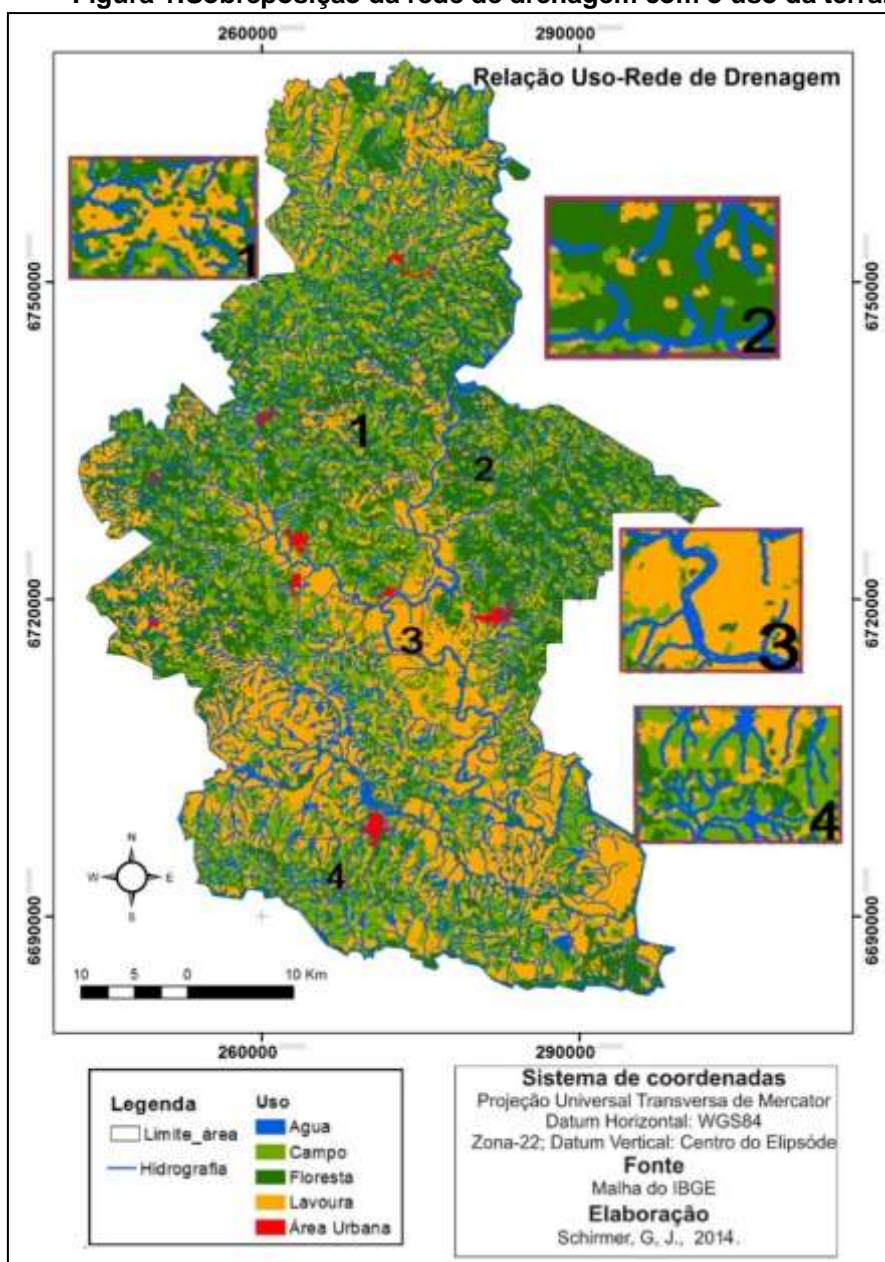 Figura 1.Sobreposição da rede de drenagem com o uso da terra.
260000 290000
Relação Uso-Rede de Drenagem
1
2
6750000 6750000
1
2
6720000 6720000
3
3
4
4
N
W E
S
6690000 6690000
10 5 0 10 Km
260000 290000
Legenda
Limite_área
Hidrografia
Uso
Agua
Campo
Floresta
Lavoura
Área Urbana
Sistema de coordenadas
Projeção Universal Transversa de Mercator
Datum Horizontal: WGS84
Zona-22; Datum Vertical: Centro do Elipsóde
Fonte
Malha do IBGE
Elaboração
Schirmer, G, J., 2014.